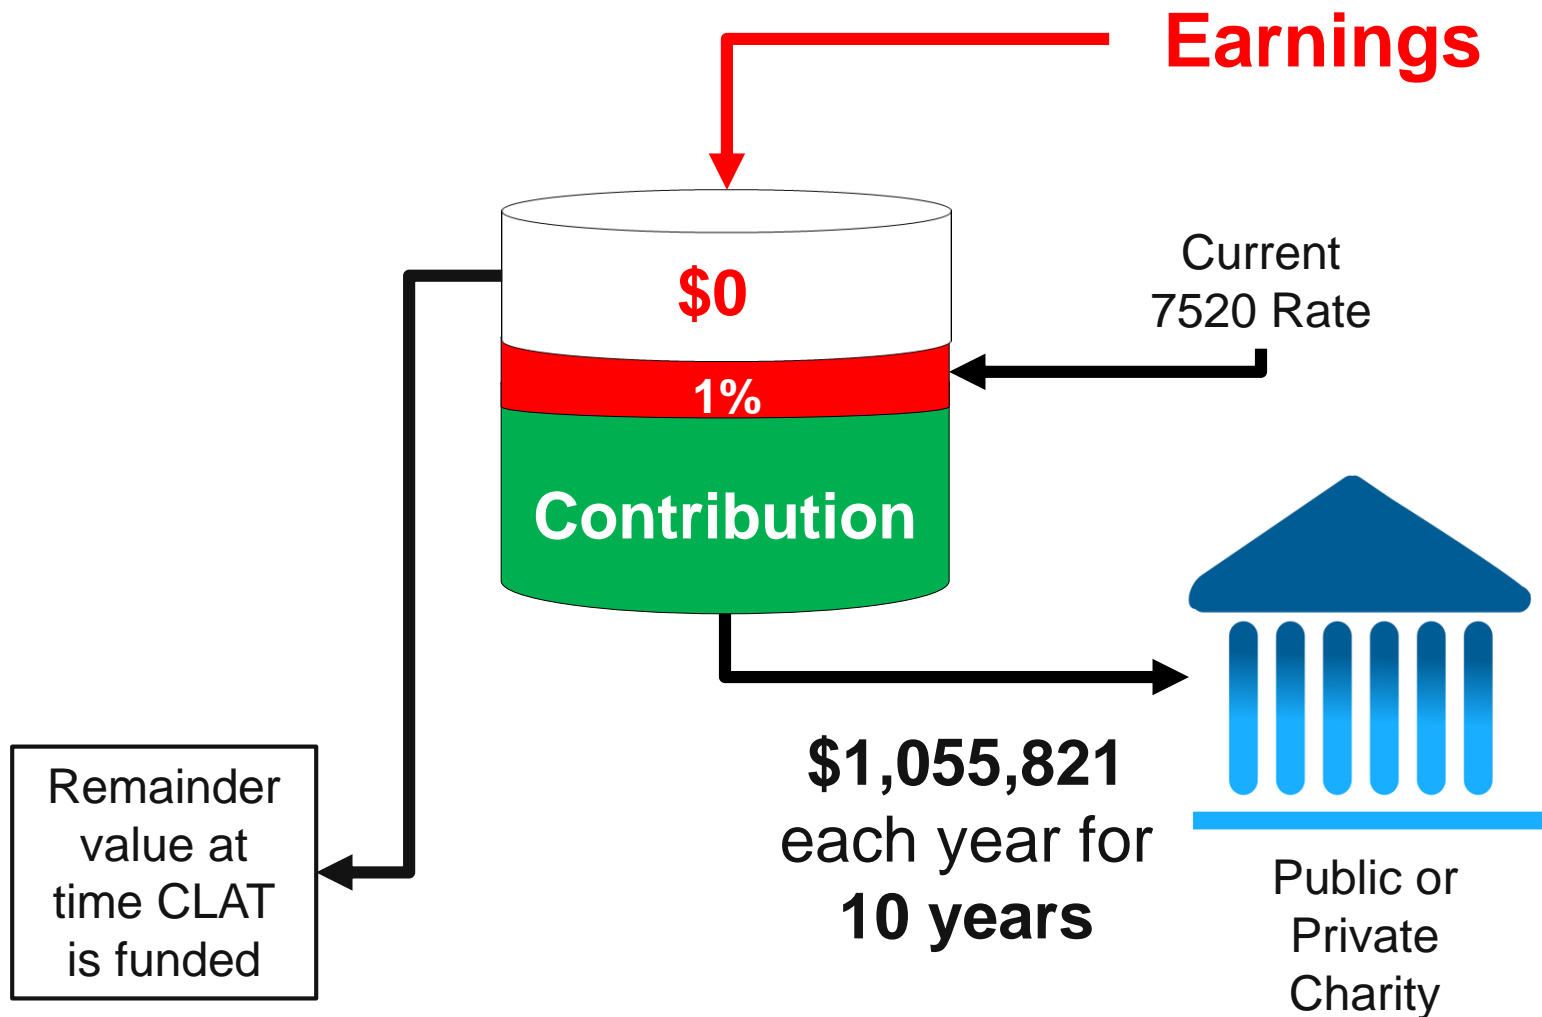 Earnings
$0
Current
7520 Rate
1%
Contribution
$1,055,821
each year for
10 years
Remainder
value at
time CLAT
is funded
Public or
Private
Charity